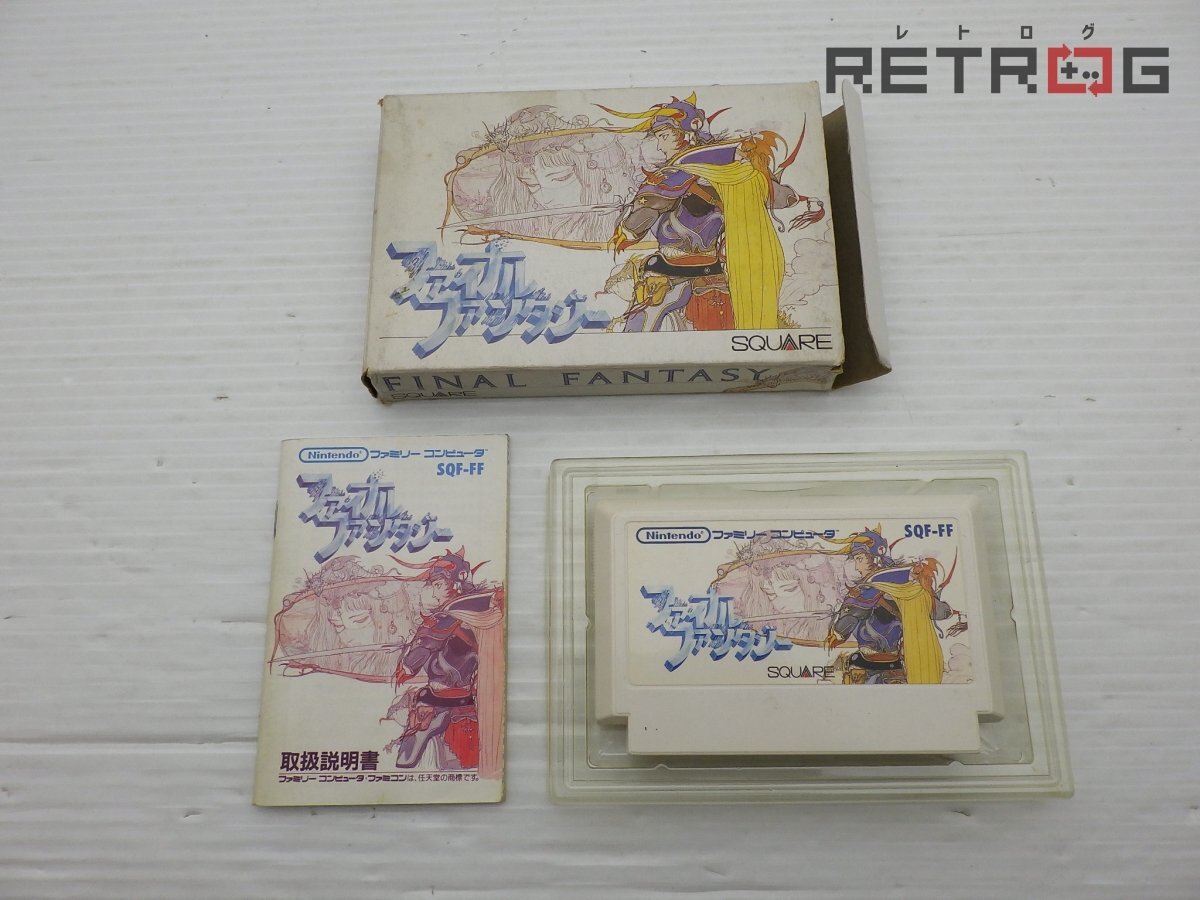 レトログ
RETROG
ファイナル
ファンタジー
SQUARE
FINAL FANTASY
SQUARE
Nintendo ファミリー コンピュータ™
SQF-FF
ファイナル
ファンタジー
取扱説明書
ファミリー コンピュータ・ファミコンは、任天堂の商標です。
Nintendo ファミリー コンピュータ™
SQF-FF
ファイナル
ファンタジー
SQUARE